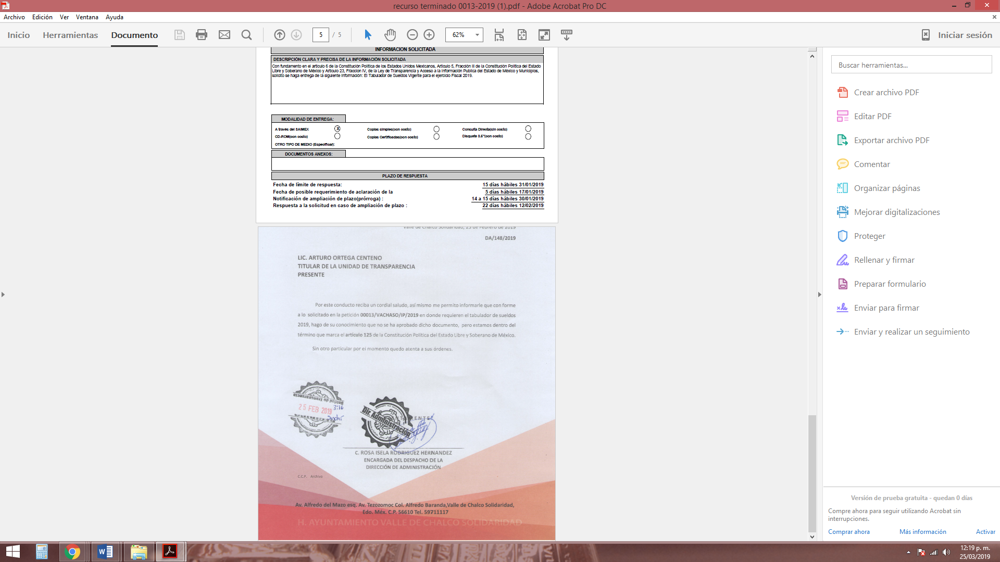 recurso terminado 0013-2019 (1).pdf - Adobe Acrobat Pro DC
Archivo Edición Ver Ventana Ayuda
Inicio Herramientas Documento 5 / 5 62% Iniciar sesión
INFORMACIÓN SOLICITADA
DESCRIPCIÓN CLARA Y PRECISA DE LA INFORMACIÓN SOLICITADA
Con fundamento en el articulo 6 de la Constitución Politica de los Estados Unidos Mexicanos, Articulo 5, Fracción III de la Constitución Politica del Estado
Libre y Soberano de México y Articulo 23, Fraccion IV, de la Ley de Transparencia y Acceso a la Información Publica del Estado de México y Municipios,
solicito se haga entrega de la siguiente información: El Tabulador de Sueldos Vigente para el ejercicio Fiscal 2019.
MODALIDAD DE ENTREGA:
A través del SAIMEX X Copias simples(con costo) Consulta Directa(sin costo)
CD-ROM(con costo) Copias Certificadas(con costo) Disquete 3.5"(con costo)
OTRO TIPO DE MEDIO (Especificar):
DOCUMENTOS ANEXOS:
PLAZO DE RESPUESTA
Fecha de límite de respuesta: 15 días hábiles 31/01/2019
Fecha de posible requerimiento de aclaración de la 5 días hábiles 17/01/2019
Notificación de ampliación de plazo(prórroga) : 14 a 15 días hábiles 30/01/2019
Respuesta a la solicitud en caso de ampliación de plazo : 22 días hábiles 12/02/2019
Valle de Chalco Solidaridad, 25 de Febrero de 2019
DA/148/2019
LIC. ARTURO ORTEGA CENTENO
TITULAR DE LA UNIDAD DE TRANSPARENCIA
PRESENTE
Por este conducto reciba un cordial saludo, así mismo me permito informarle que con forme
a lo solicitado en la petición 00013/VACHASO/IP/2019 en donde requieren el tabulador de sueldos
2019, hago de su conocimiento que no se ha aprobado dicho documento, pero estamos dentro del
término que marca el artículo 125 de la Constitución Política del Estado Libre y Soberano de México.
Sin otro particular por el momento quedo atenta a sus órdenes.
Unidad de Transparencia
25 FEB 2019 3:16
Dir. Administración
C. ROSA ISELA RODRIGUEZ HERNANDEZ
ENCARGADA DEL DESPACHO DE LA
DIRECCIÓN DE ADMINISTRACIÓN
C.C.P. Archivo
Av. Alfredo del Mazo esq. Av. Tezozomoc Col. Alfredo Baranda,Valle de Chalco Solidaridad,
Edo. Méx. C.P. 56610 Tel. 59711117
H. AYUNTAMIENTO VALLE DE CHALCO SOLIDARIDAD
Buscar herramientas...
Crear archivo PDF
Editar PDF
Exportar archivo PDF
Comentar
Organizar páginas
Mejorar digitalizaciones
Proteger
Rellenar y firmar
Preparar formulario
Enviar para firmar
Enviar y realizar un seguimiento
Versión de prueba gratuita - quedan 0 días
Compre ahora para seguir utilizando Acrobat sin
interrupciones.
Comprar ahora Más información Activar
12:19 p. m.
25/03/2019